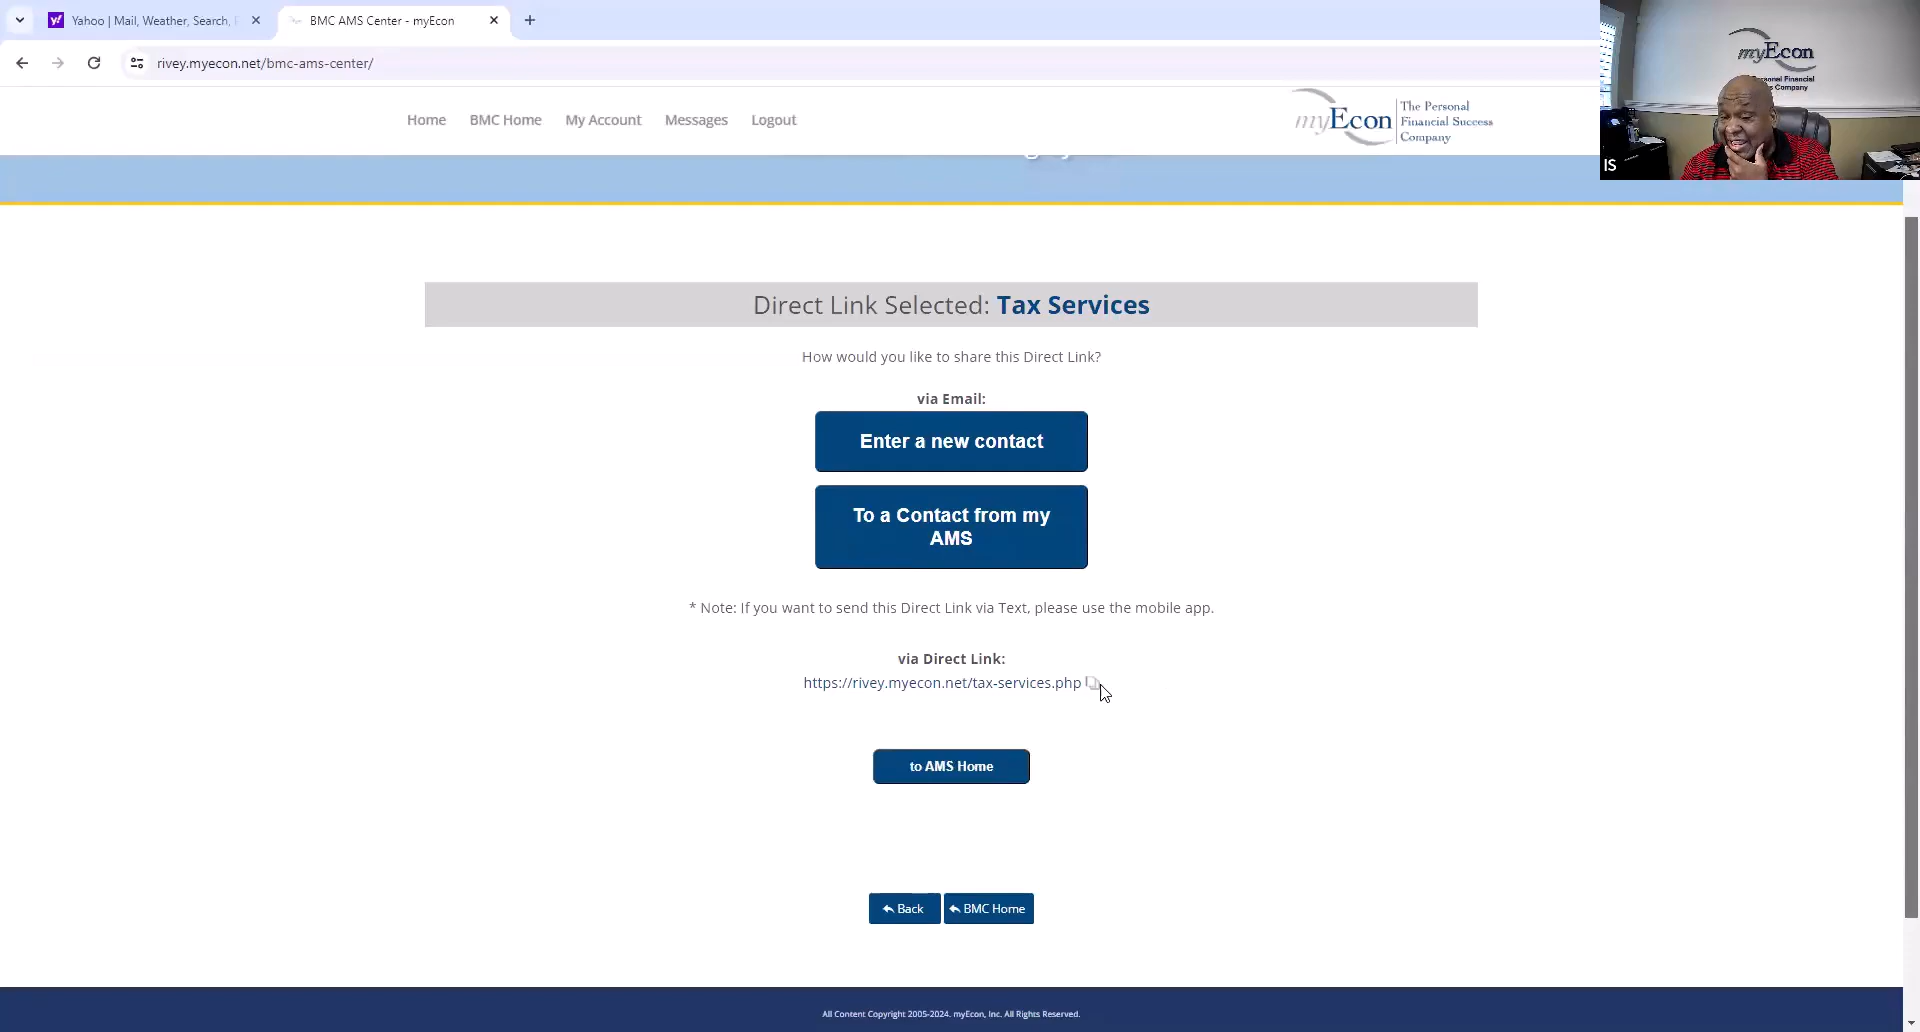 Yahoo | Mail, Weather, Search,
BMC AMS Center - myEcon
rivey.myecon.net/bmc-ams-center/
Home
BMC Home
My Account
Messages
Logout
myEcon
The Personal
Financial Success
Company
myEcon
Personal Financial
Company
IS
Direct Link Selected: Tax Services
How would you like to share this Direct Link?
via Email:
Enter a new contact
To a Contact from my
AMS
* Note: If you want to send this Direct Link via Text, please use the mobile app.
via Direct Link:
https://rivey.myecon.net/tax-services.php
to AMS Home
Back
BMC Home
All Content Copyright 2005-2024. myEcon, Inc. All Rights Reserved.